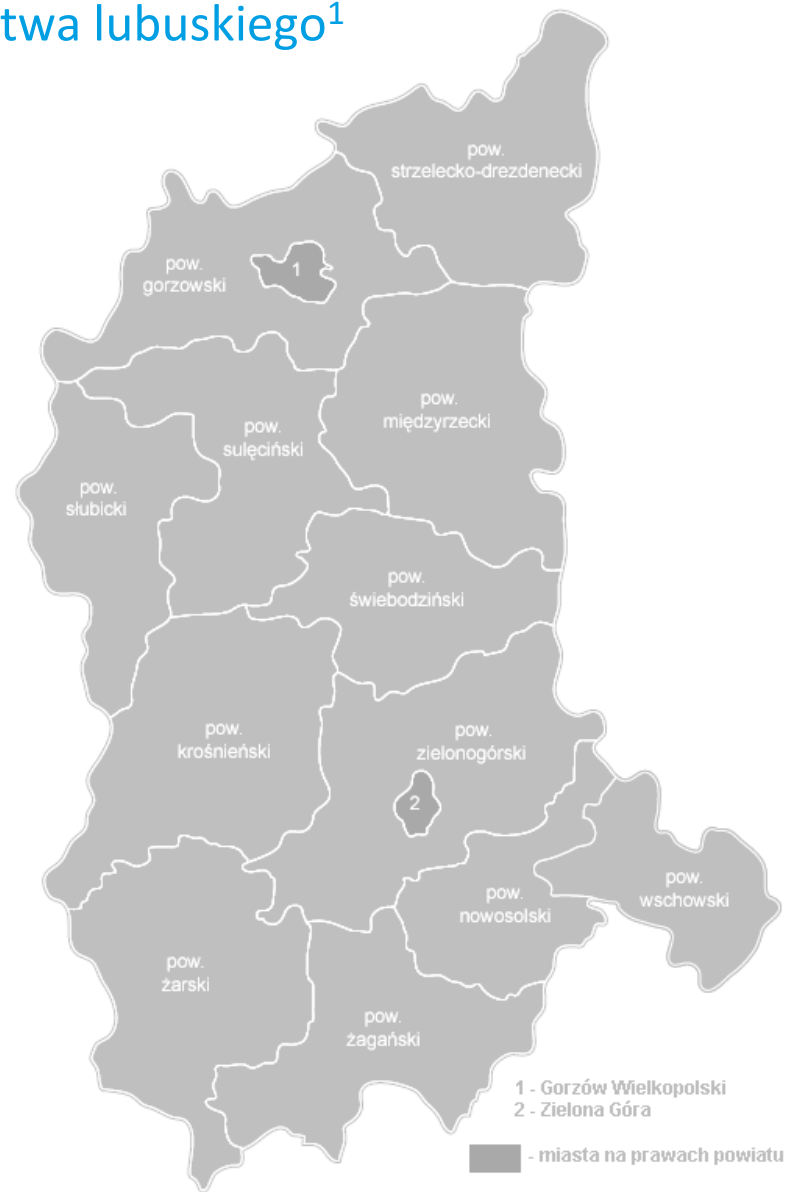 twa lubuskiego¹
pow.
strzelecko-drezdenecki
pow.
gorzowski
1
pow.
międzyrzecki
pow.
sulęciński
pow.
słubicki
pow.
świebodziński
pow.
krośnieński
pow.
zielonogórski
2
pow.
nowosolski
pow.
wschowski
pow.
żarski
pow.
żagański
1 - Gorzów Wielkopolski
2 - Zielona Góra
- miasta na prawach powiatu